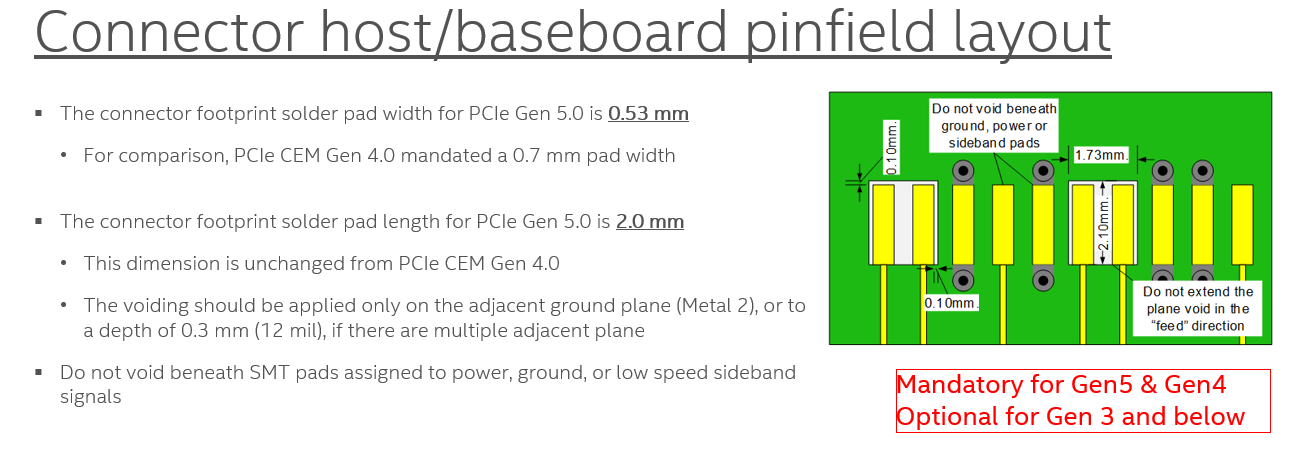 Connector host/baseboard pinfield layout
▪ The connector footprint solder pad width for PCIe Gen 5.0 is 0.53 mm
• For comparison, PCIe CEM Gen 4.0 mandated a 0.7 mm pad width
▪ The connector footprint solder pad length for PCIe Gen 5.0 is 2.0 mm
• This dimension is unchanged from PCIe CEM Gen 4.0
• The voiding should be applied only on the adjacent ground plane (Metal 2), or to
a depth of 0.3 mm (12 mil), if there are multiple adjacent plane
▪ Do not void beneath SMT pads assigned to power, ground, or low speed sideband
signals
0.10mm.
Do not void beneath
ground, power or
sideband pads
1.73mm.
2.10mm.
0.10mm.
Do not extend the
plane void in the
“feed” direction
Mandatory for Gen5 & Gen4
Optional for Gen 3 and below